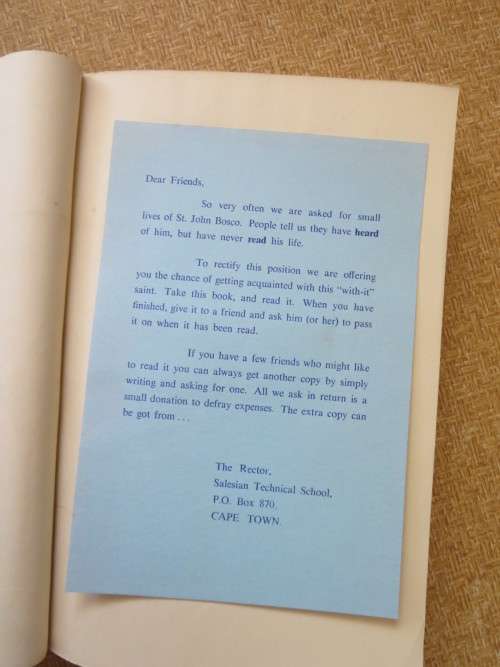 Dear Friends,
So very often we are asked for small
lives of St. John Bosco. People tell us they have heard
of him, but have never read his life.
To rectify this position we are offering
you the chance of getting acquainted with this "with-it"
saint. Take this book, and read it. When you have
finished, give it to a friend and ask him (or her) to pass
it on when it has been read.
If you have a few friends who might like
to read it you can always get another copy by simply
writing and asking for one. All we ask in return is a
small donation to defray expenses. The extra copy can
be got from ...
The Rector,
Salesian Technical School,
P.O. Box 870,
CAPE TOWN.